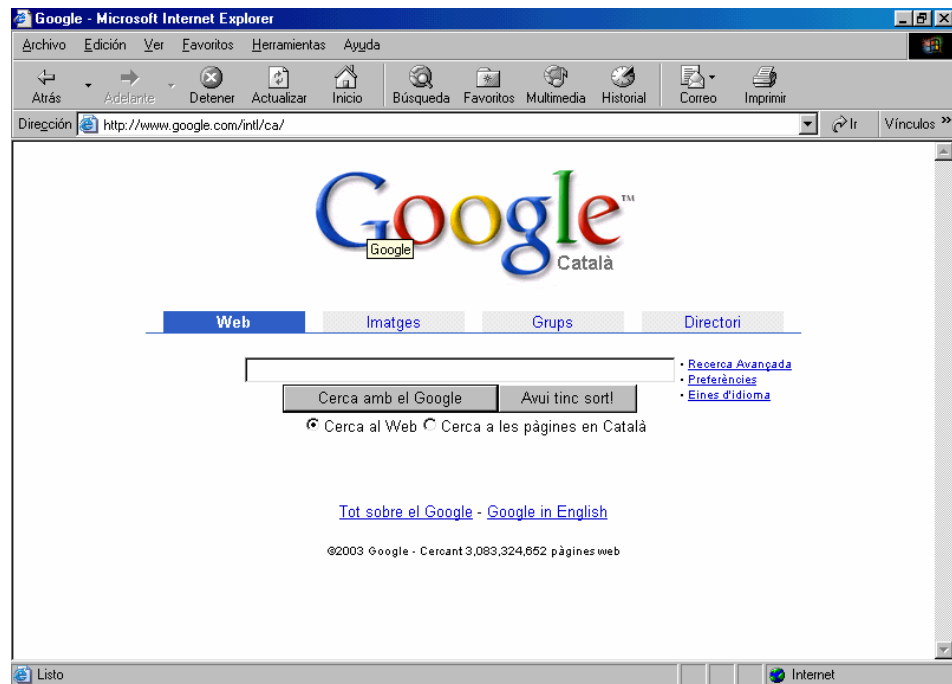 Google - Microsoft Internet Explorer
Archivo Edición Ver Favoritos Herramientas Ayuda
Atrás Adelante Detener Actualizar Inicio Búsqueda Favoritos Multimedia Historial Correo Imprimir
Dirección http://www.google.com/intl/ca/ Ir Vínculos »
Google™
Google
Català
Web Imatges Grups Directori
• Recerca Avançada
• Preferències
• Eines d'idioma
Cerca amb el Google Avui tinc sort!
Cerca al Web Cerca a les pàgines en Català
Tot sobre el Google - Google in English
©2003 Google - Cercant 3,083,324,652 pàgines web
Listo Internet